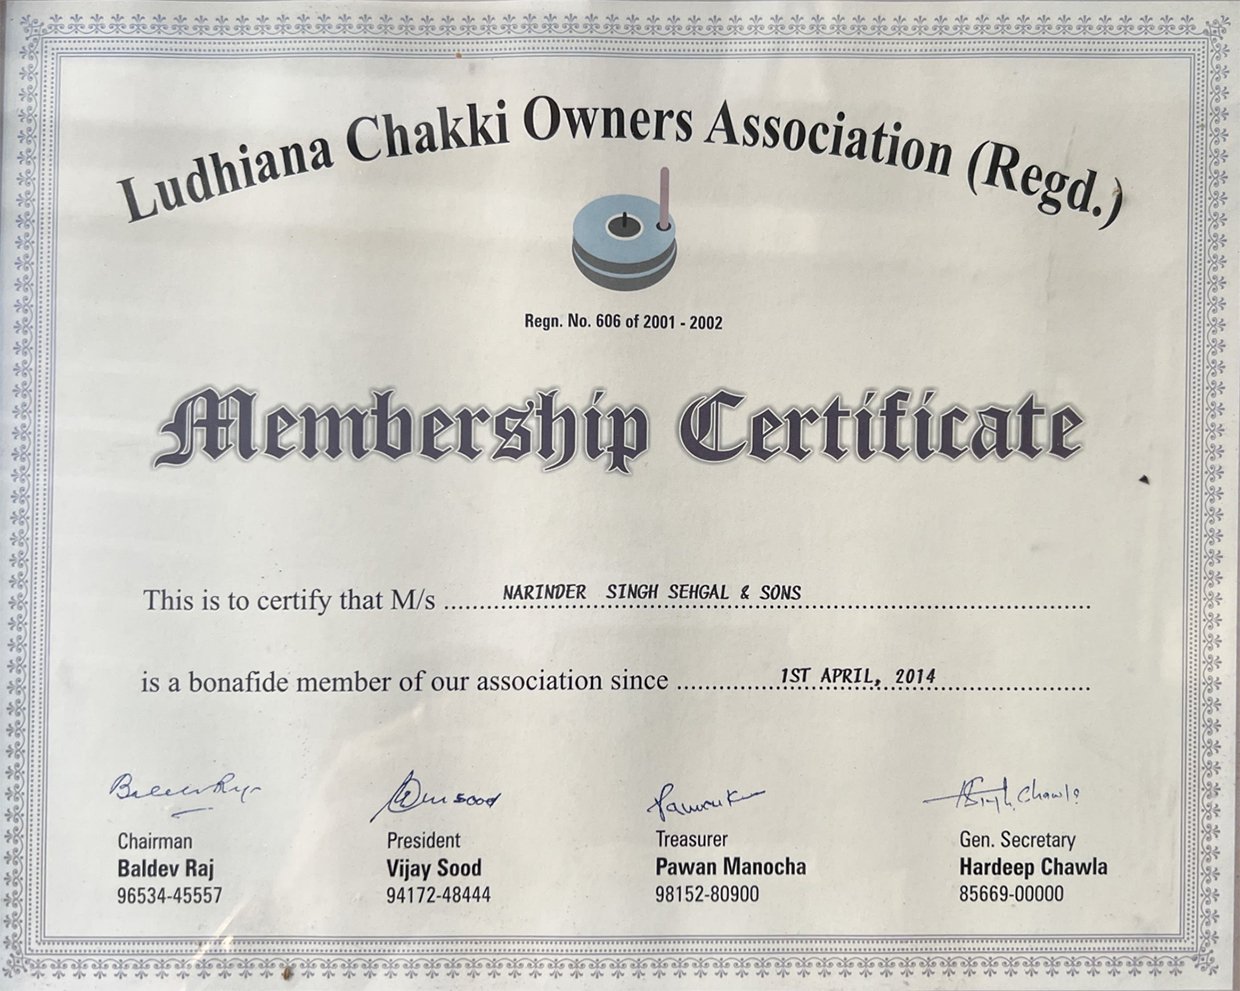 Ludhiana Chakki Owners Association (Regd.)
Regn. No. 606 of 2001 - 2002
Membership Certificate
This is to certify that M/s ........ NARINDER SINGH SEHGAL & SONS ........
is a bonafide member of our association since ........ 1ST APRIL, 2014 ........
Chairman
Baldev Raj
96534-45557
President
Vijay Sood
94172-48444
Treasurer
Pawan Manocha
98152-80900
Gen. Secretary
Hardeep Chawla
85669-00000